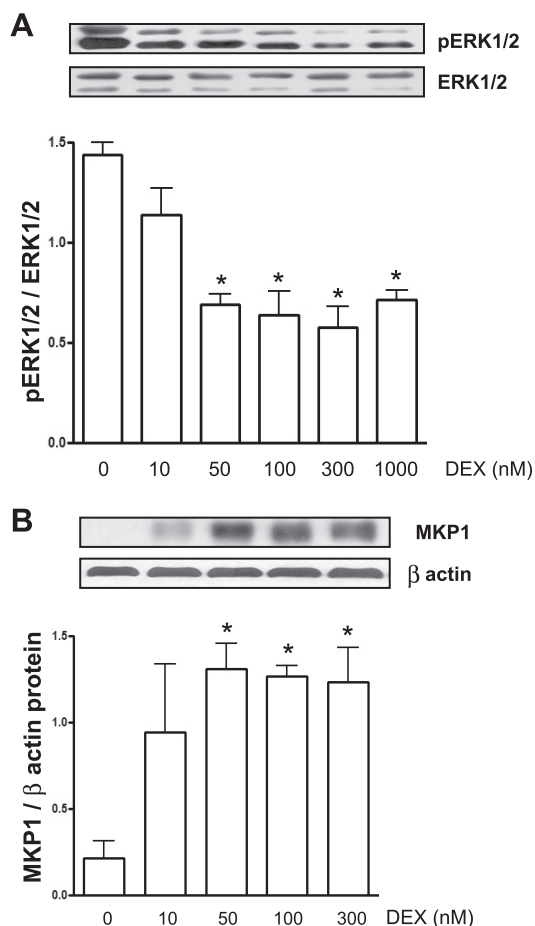 A
pERK1/2
ERK1/2
pERK1/2 / ERK1/2
1.5
*
*
*
*
1.0
0.5
0.0
0 10 50 100 300 1000 DEX (nM)
B
MKP1
β actin
MKP1 / β actin protein
1.5
*
*
*
1.0
0.5
0.0
0 10 50 100 300 DEX (nM)